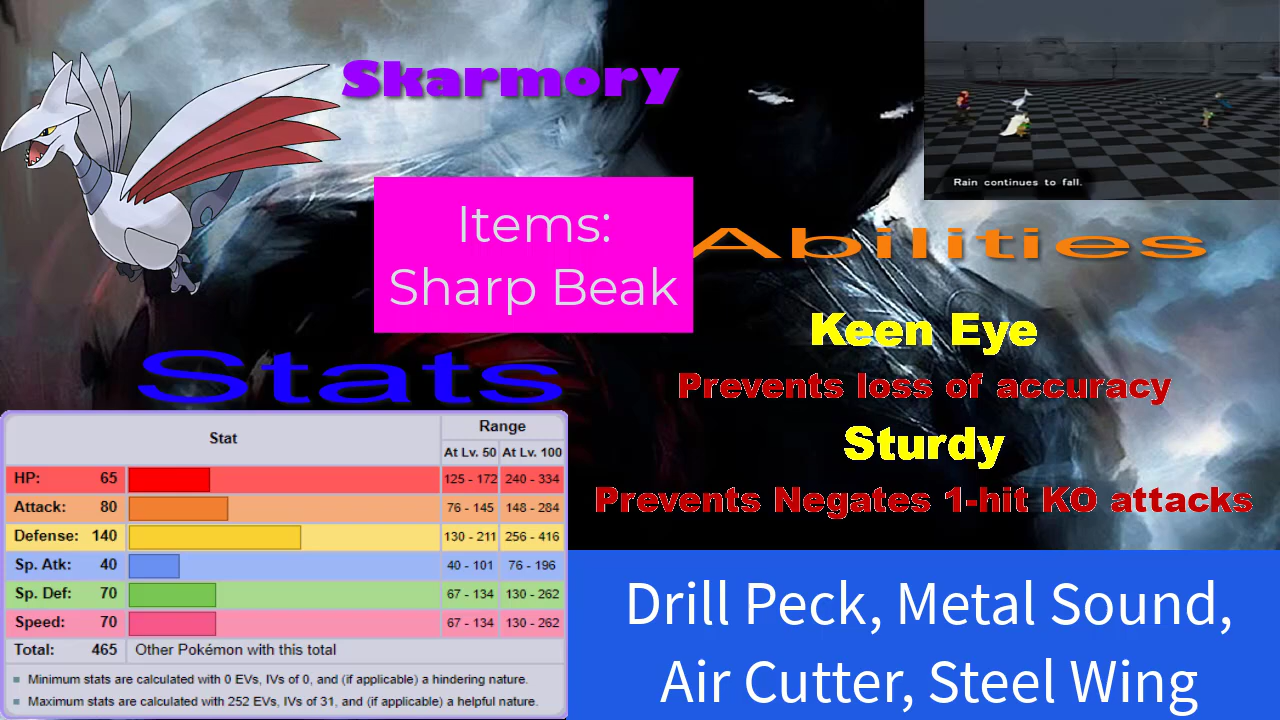 Skarmory
Rain continues to fall.
Items:
Sharp Beak
Abilities
Keen Eye
Prevents loss of accuracy
Sturdy
Prevents Negates 1-hit KO attacks
Stats
Stat Range
At Lv. 50 At Lv. 100
HP: 65 125 - 172 240 - 334
Attack: 80 76 - 145 148 - 284
Defense: 140 130 - 211 256 - 416
Sp. Atk: 40 40 - 101 76 - 196
Sp. Def: 70 67 - 134 130 - 262
Speed: 70 67 - 134 130 - 262
Total: 465 Other Pokémon with this total
Minimum stats are calculated with 0 EVs, IVs of 0, and (if applicable) a hindering nature.
Maximum stats are calculated with 252 EVs, IVs of 31, and (if applicable) a helpful nature.
Drill Peck, Metal Sound,
Air Cutter, Steel Wing